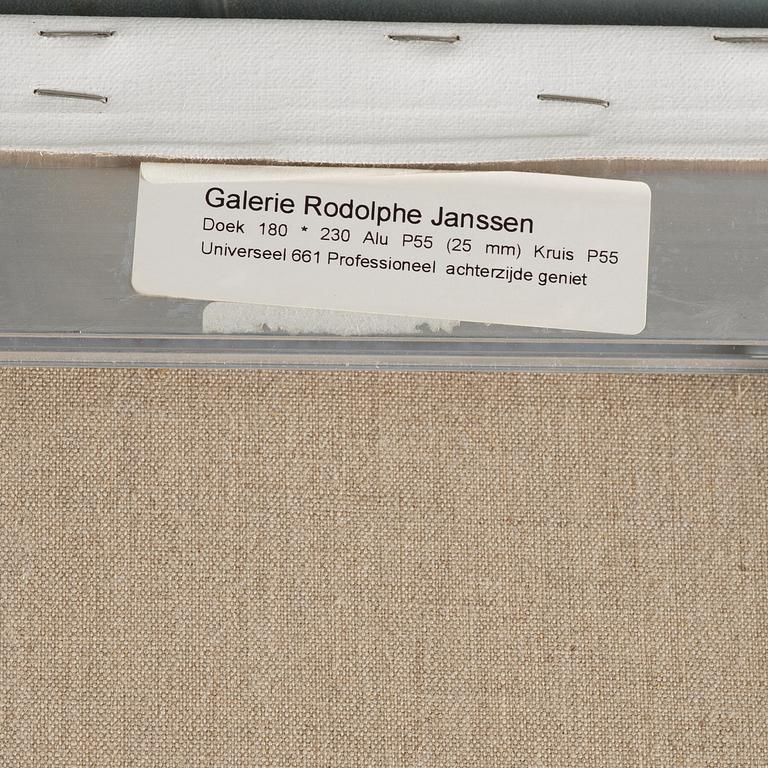 Galerie Rodolphe Janssen
Doek 180 * 230 Alu P55 (25 mm) Kruis P55
Universeel 661 Professioneel achterzijde geniet